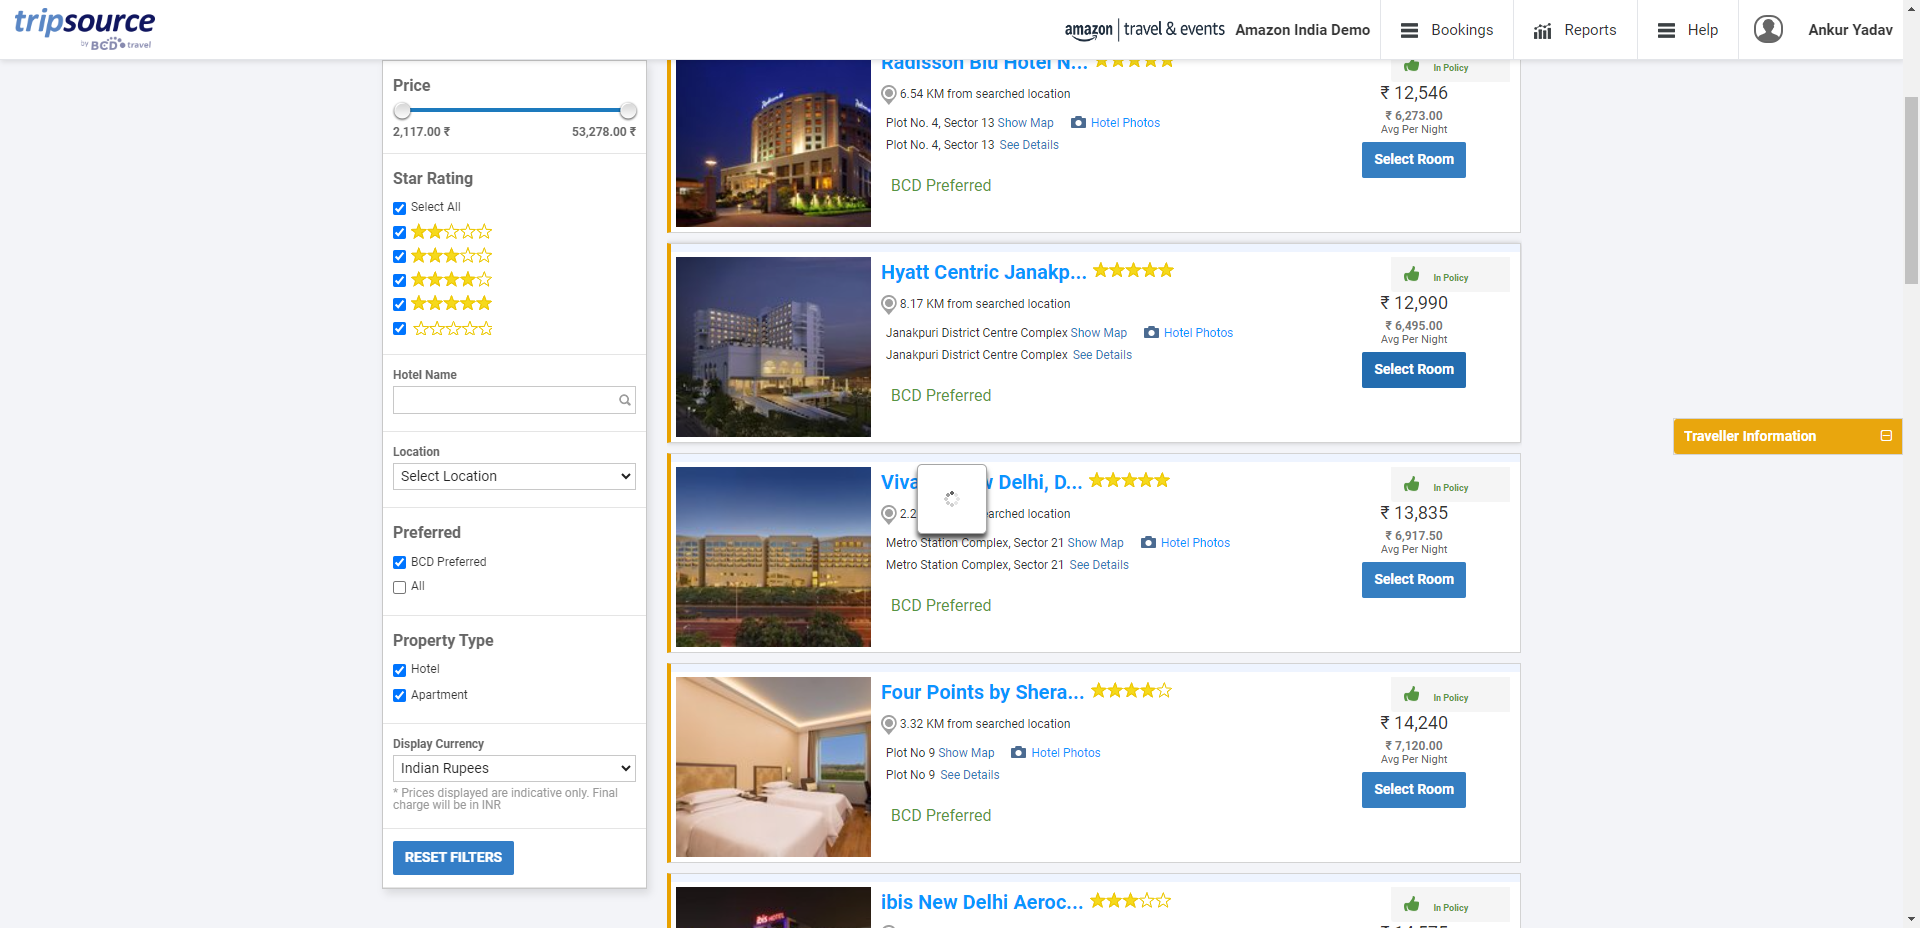 tripsource
by BCD travel
amazon travel & events
Amazon India Demo
Bookings
Reports
Help
Ankur Yadav
Price
2,117.00 ₹ 53,278.00 ₹
Star Rating
Select All
Hotel Name
Location
Select Location
Preferred
BCD Preferred
All
Property Type
Hotel
Apartment
Display Currency
Indian Rupees
* Prices displayed are indicative only. Final
charge will be in INR
RESET FILTERS
Radisson Blu Hotel N...
6.54 KM from searched location
Plot No. 4, Sector 13 Show Map Hotel Photos
Plot No. 4, Sector 13 See Details
BCD Preferred
In Policy
₹ 12,546
₹ 6,273.00
Avg Per Night
Select Room
Hyatt Centric Janakp...
8.17 KM from searched location
Janakpuri District Centre Complex Show Map Hotel Photos
Janakpuri District Centre Complex See Details
BCD Preferred
In Policy
₹ 12,990
₹ 6,495.00
Avg Per Night
Select Room
Delhi, D...
searched location
Metro Station Complex, Sector 21 Show Map Hotel Photos
Metro Station Complex, Sector 21 See Details
BCD Preferred
In Policy
₹ 13,835
₹ 6,917.50
Avg Per Night
Select Room
Four Points by Shera...
3.32 KM from searched location
Plot No 9 Show Map Hotel Photos
Plot No 9 See Details
BCD Preferred
In Policy
₹ 14,240
₹ 7,120.00
Avg Per Night
Select Room
ibis New Delhi Aeroc...
In Policy
Traveller Information